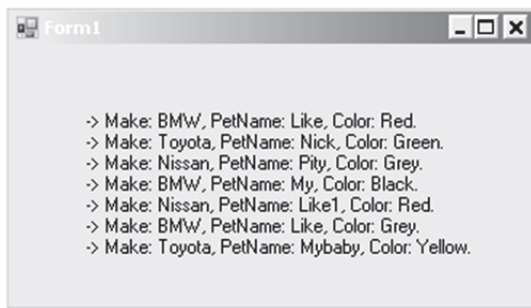 Form1
-> Make: BMW, PetName: Like, Color: Red.
-> Make: Toyota, PetName: Nick, Color: Green.
-> Make: Nissan, PetName: Pity, Color: Grey.
-> Make: BMW, PetName: My, Color: Black.
-> Make: Nissan, PetName: Like1, Color: Red.
-> Make: BMW, PetName: Like, Color: Grey.
-> Make: Toyota, PetName: Mybaby, Color: Yellow.